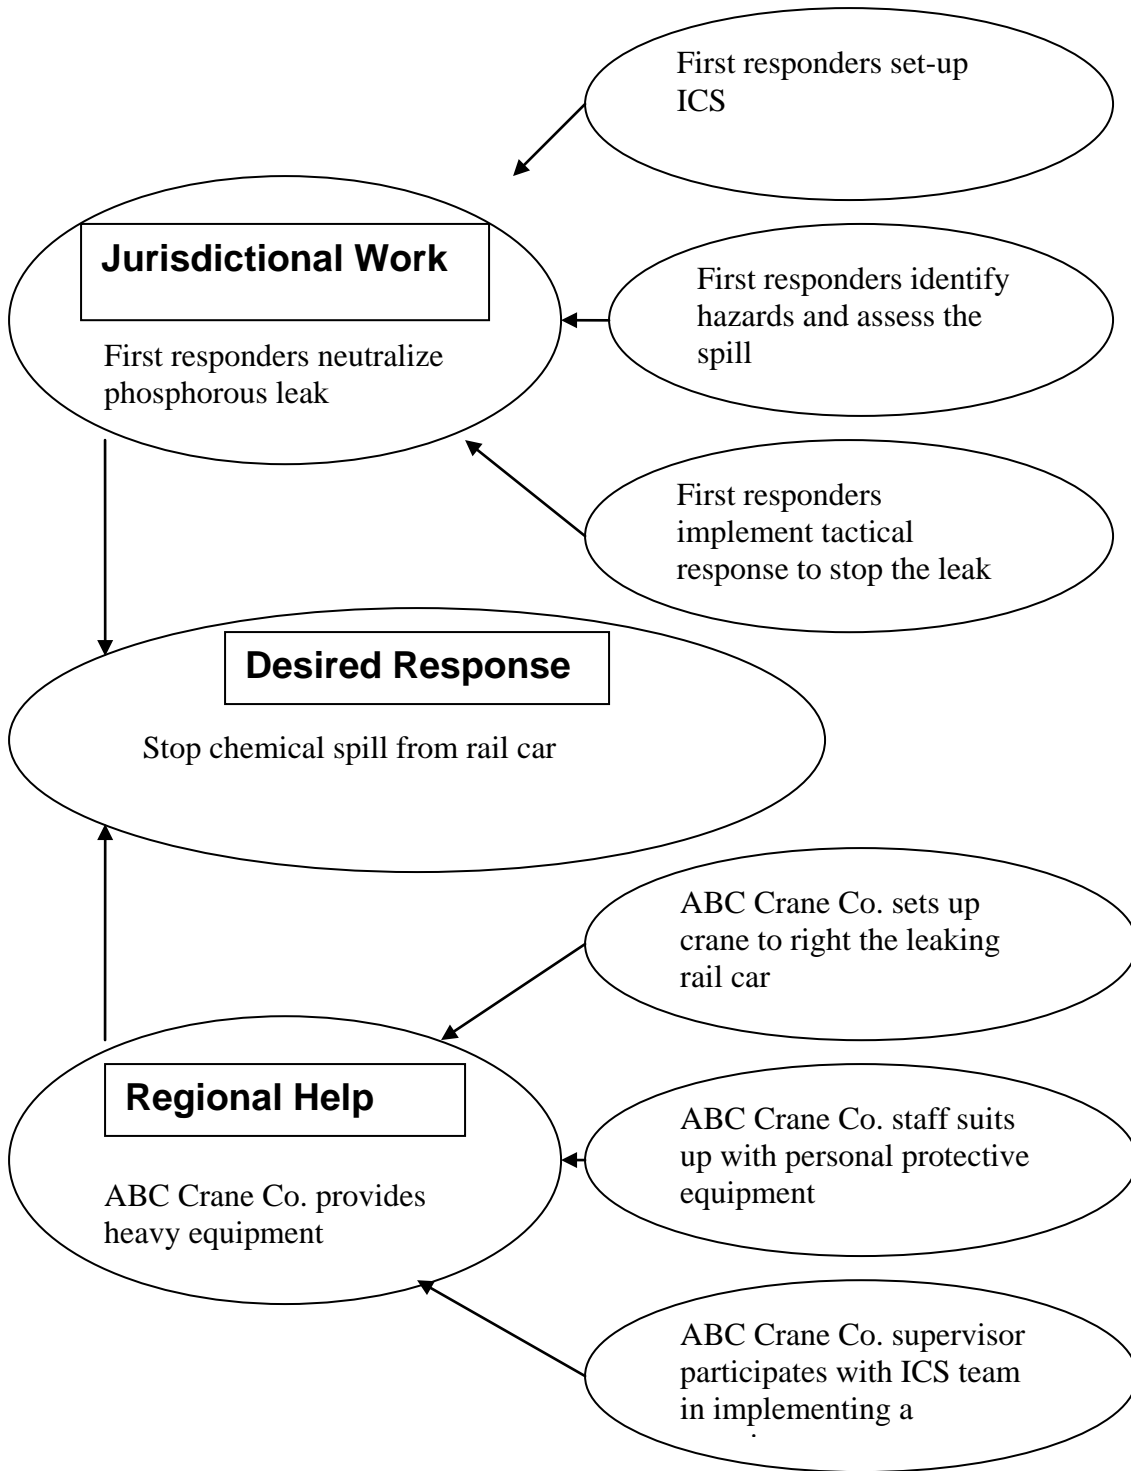 First responders set-up
ICS
Jurisdictional Work
First responders neutralize
phosphorous leak
First responders identify
hazards and assess the
spill
First responders
implement tactical
response to stop the leak
Desired Response
Stop chemical spill from rail car
ABC Crane Co. sets up
crane to right the leaking
rail car
Regional Help
ABC Crane Co. provides
heavy equipment
ABC Crane Co. staff suits
up with personal protective
equipment
ABC Crane Co. supervisor
participates with ICS team
in implementing a